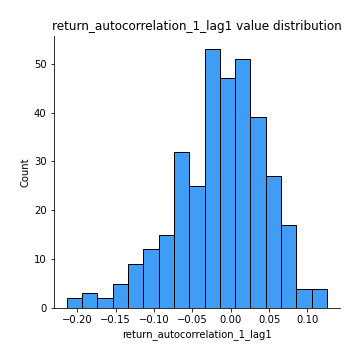 return_autocorrelation_1_lag1 value distribution
50
40
30
20
10
0
Count
−0.20 −0.15 −0.10 −0.05 0.00 0.05 0.10
return_autocorrelation_1_lag1